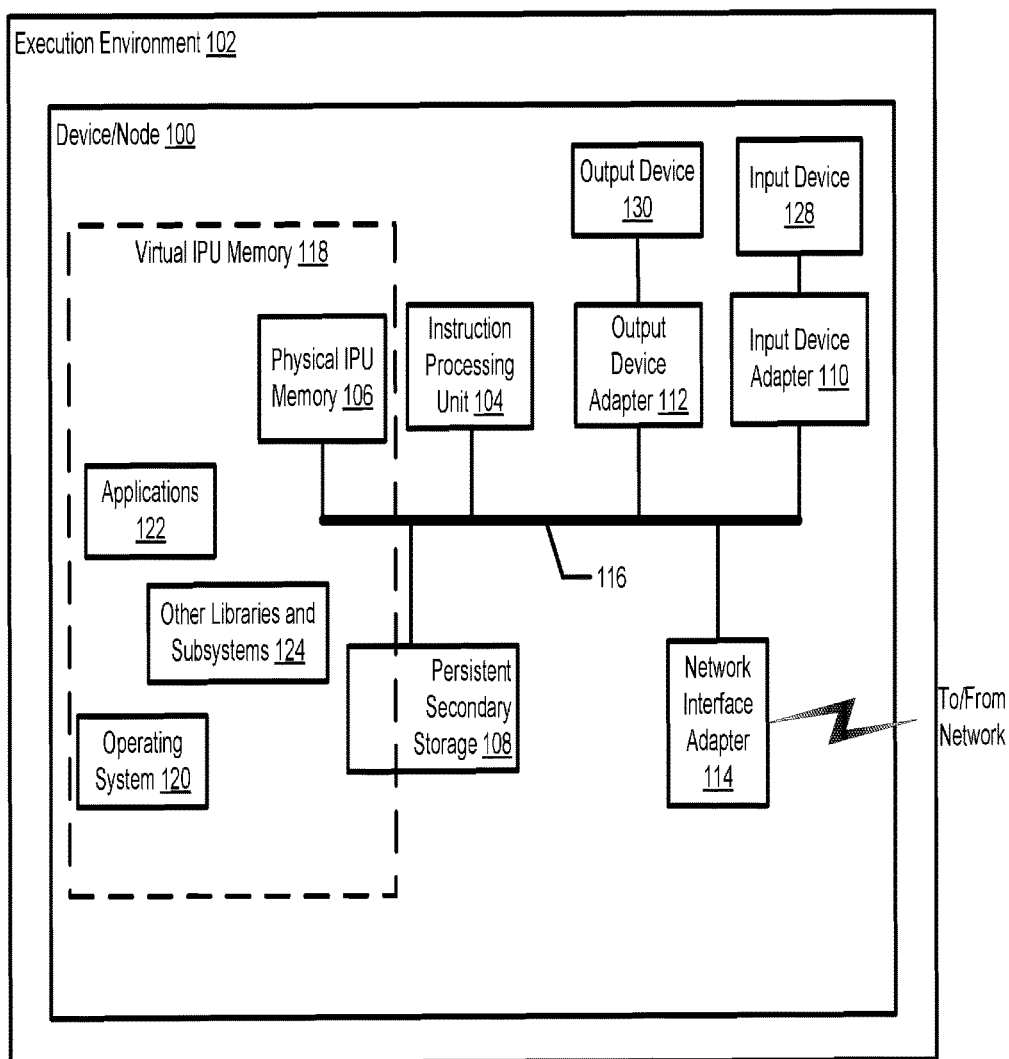 Execution Environment 102
Device/Node 100
Output Device
130
Input Device
128
Virtual IPU Memory 118
Physical IPU
Memory 106
Instruction
Processing
Unit 104
Output
Device
Adapter 112
Input Device
Adapter 110
Applications
122
116
Other Libraries and
Subsystems 124
Persistent
Secondary
Storage 108
Network
Interface
Adapter
114
To/From
Network
Operating
System 120